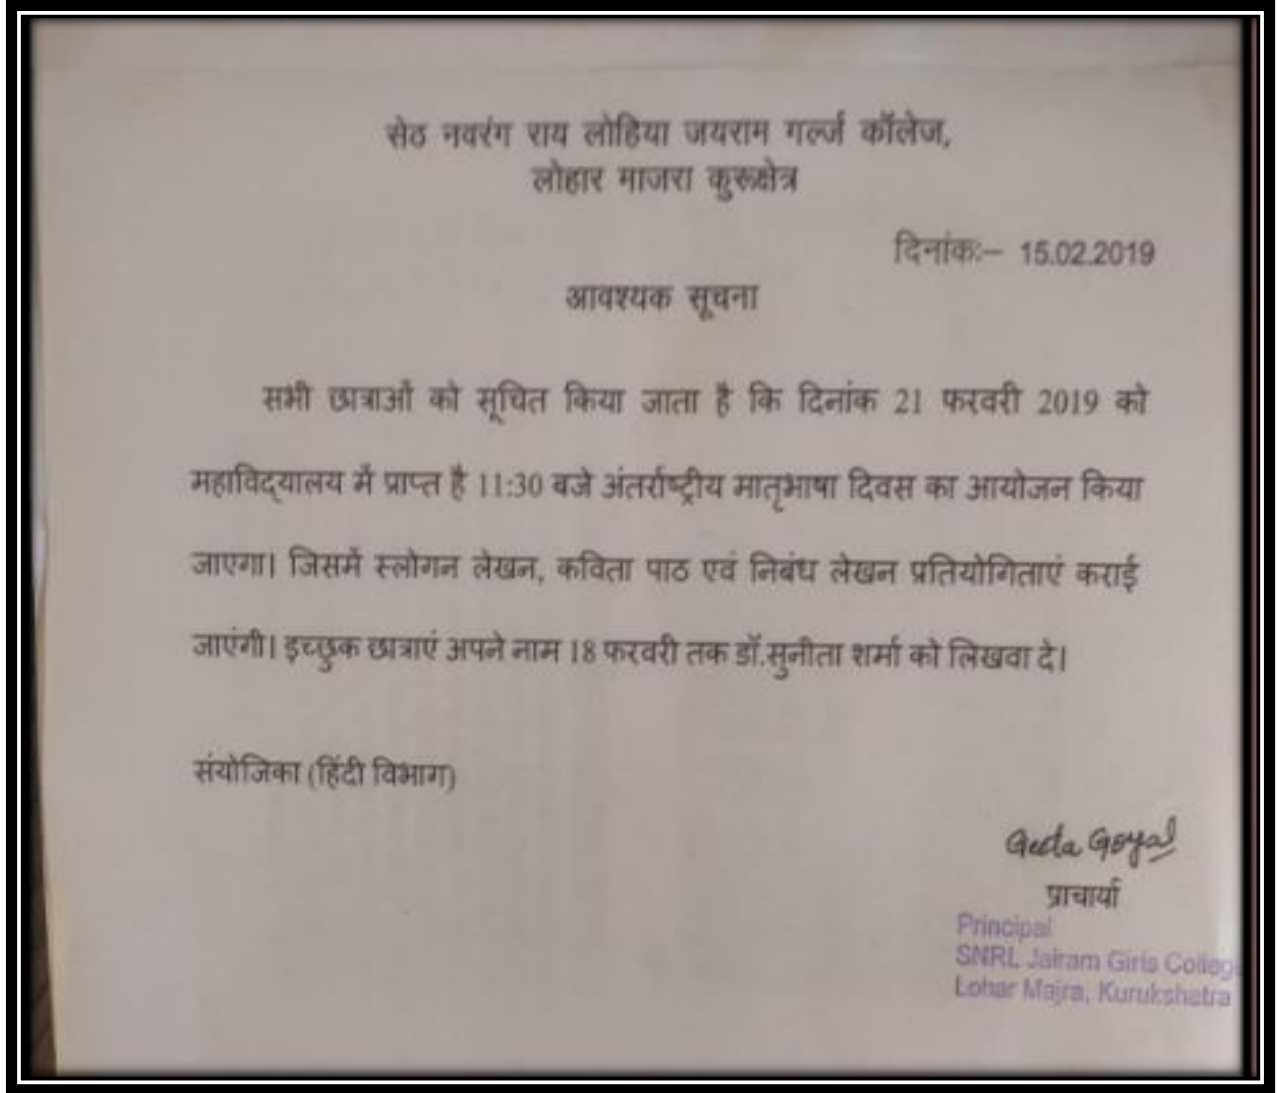 सेठ नवरंग राय लोहिया जयराम गर्ल्ज कॉलेज,
लोहार माजरा कुरूक्षेत्र
दिनांकः– 15.02.2019
आवश्यक सूचना
सभी छात्राओं को सूचित किया जाता है कि दिनांक 21 फरवरी 2019 को
महाविद्यालय में प्राप्त है 11:30 बजे अंतर्राष्ट्रीय मातृभाषा दिवस का आयोजन किया
जाएगा। जिसमें स्लोगन लेखन, कविता पाठ एवं निबंध लेखन प्रतियोगिताएं कराई
जाएंगी। इच्छुक छात्राएं अपने नाम 18 फरवरी तक डॉ.सुनीता शर्मा को लिखवा दे।
संयोजिका (हिंदी विभाग)
Geeta Goyal
प्राचार्या
Principal
SNRL Jairam Girls College
Lohar Majra, Kurukshetra